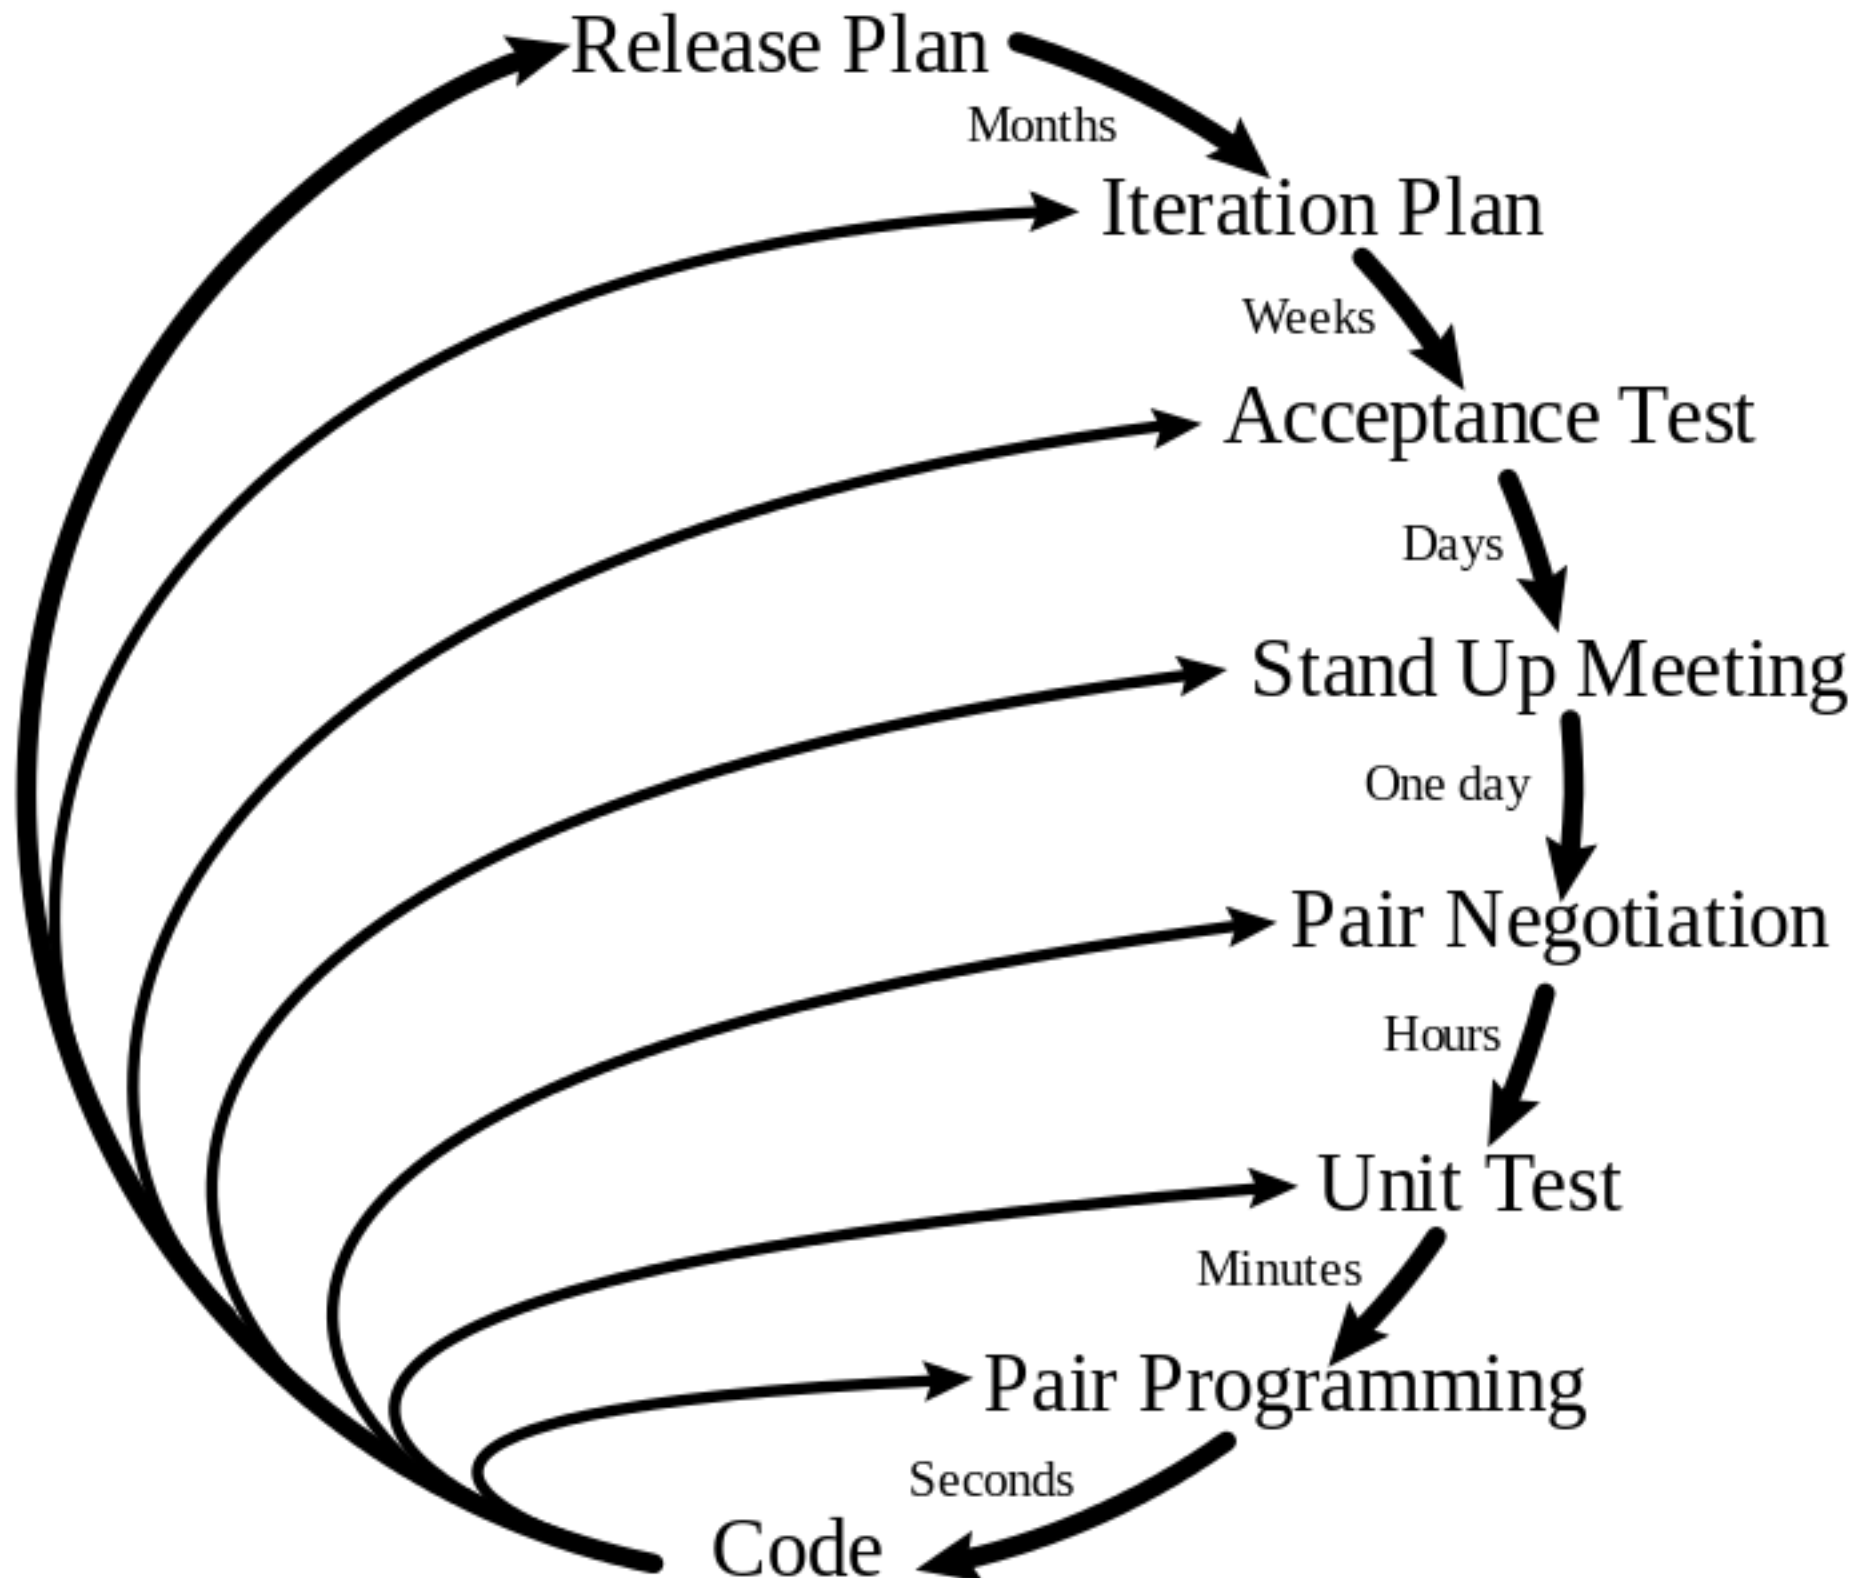 Release Plan
Months
Iteration Plan
Weeks
Acceptance Test
Days
Stand Up Meeting
One day
Pair Negotiation
Hours
Unit Test
Minutes
Pair Programming
Seconds
Code